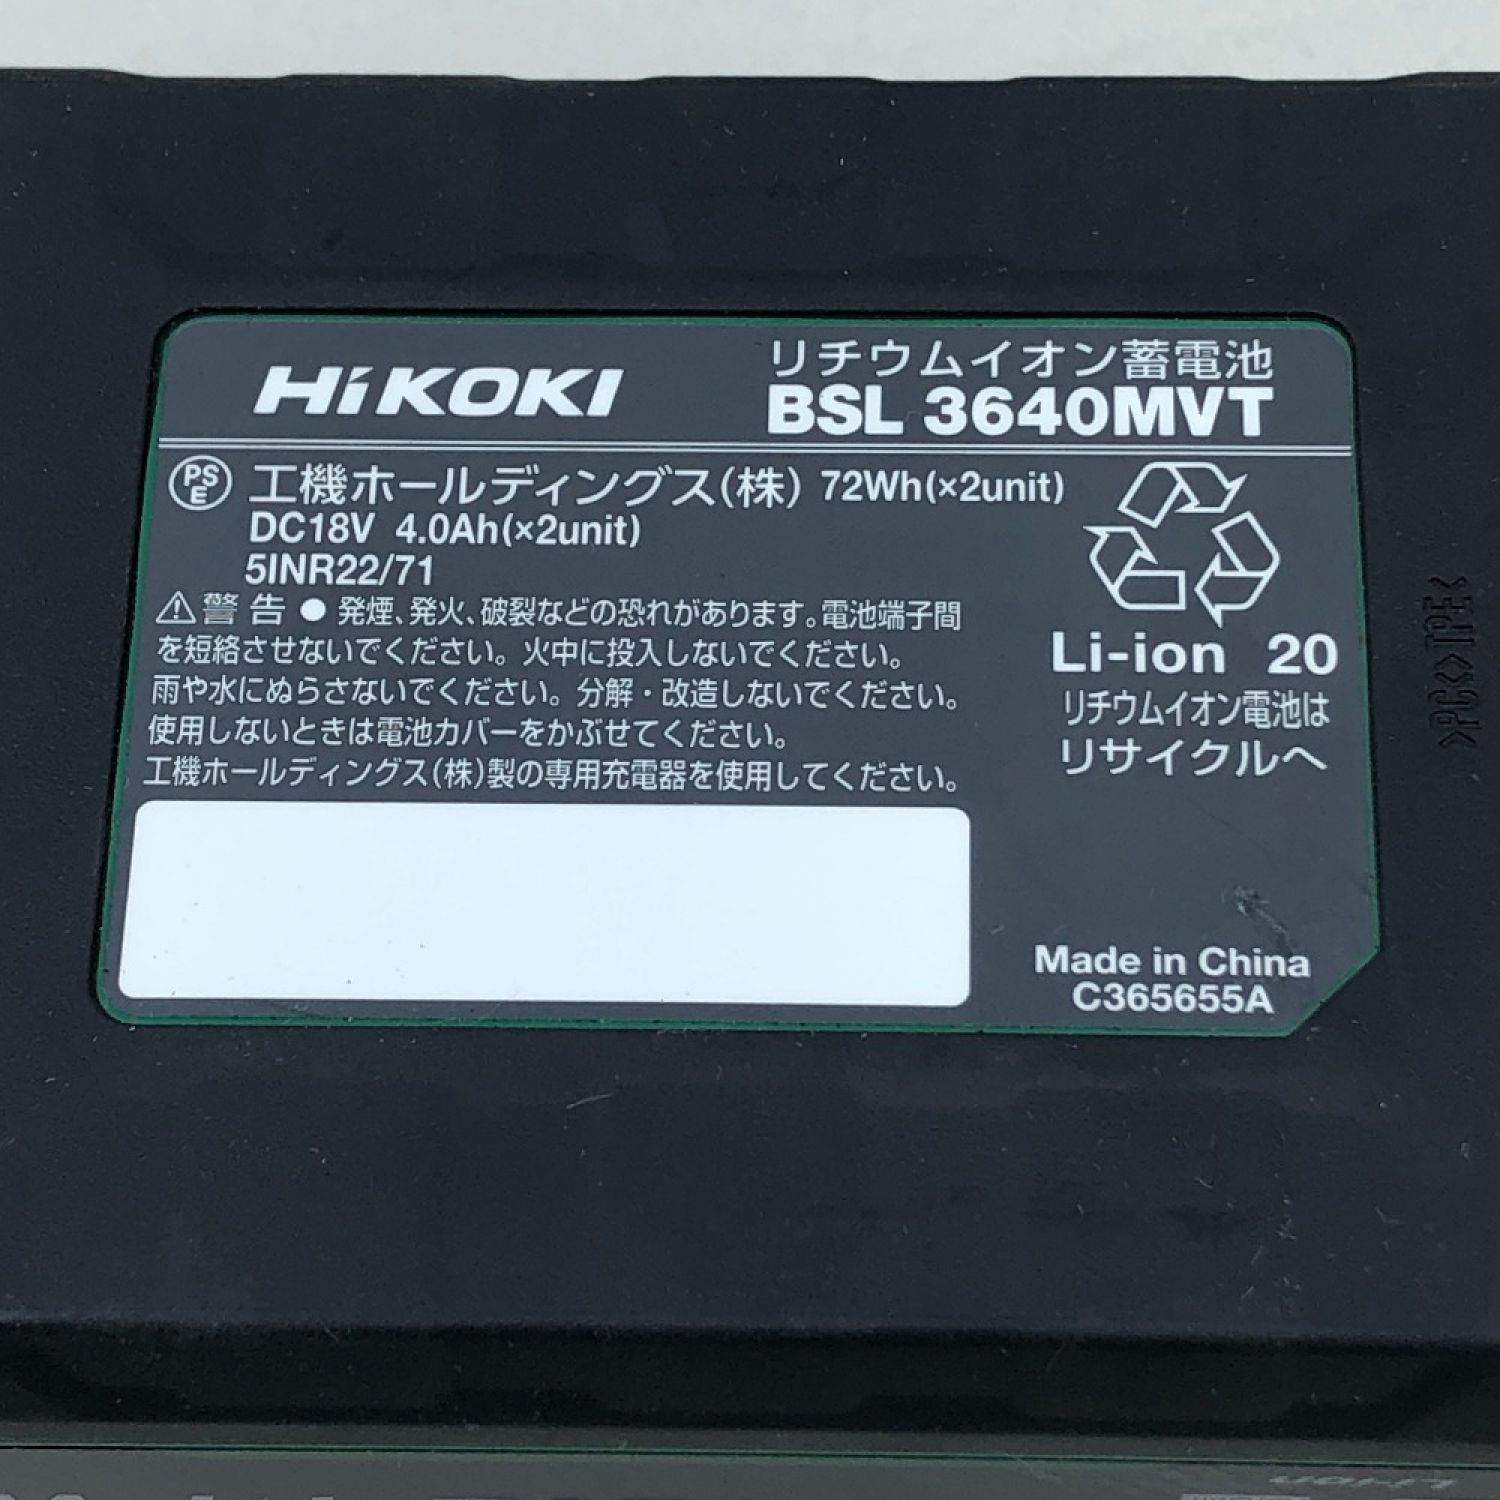 HiKOKI
リチウムイオン蓄電池
BSL 3640MVT
PS
E
工機ホールディングス(株) 72Wh(×2unit)
DC18V 4.0Ah(×2unit)
5INR22/71
⚠警告 ● 発煙、発火、破裂などの恐れがあります。電池端子間
を短絡させないでください。火中に投入しないでください。
雨や水にぬらさないでください。分解・改造しないでください。
使用しないときは電池カバーをかぶせてください。
工機ホールディングス(株)製の専用充電器を使用してください。
Li-ion 20
リチウムイオン電池は
リサイクルへ
Made in China
C365655A
>PC<>TPE<
Li-ion